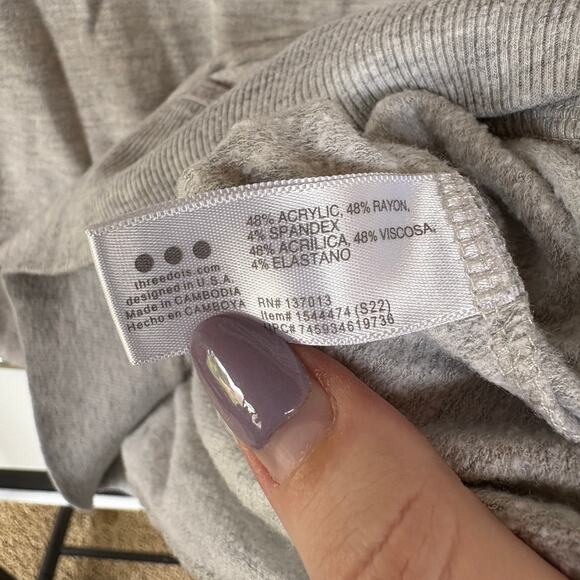 48% ACRYLIC, 48% RAYON,
4% SPANDEX
48% ACRILICA, 48% VISCOSA,
4% ELASTANO
threedots.com
designed in U.S.A.
Made in CAMBODIA
Hecho en CAMBOYA
RN# 137013
Item# 1544474 (S22)
UPC# 745934619736